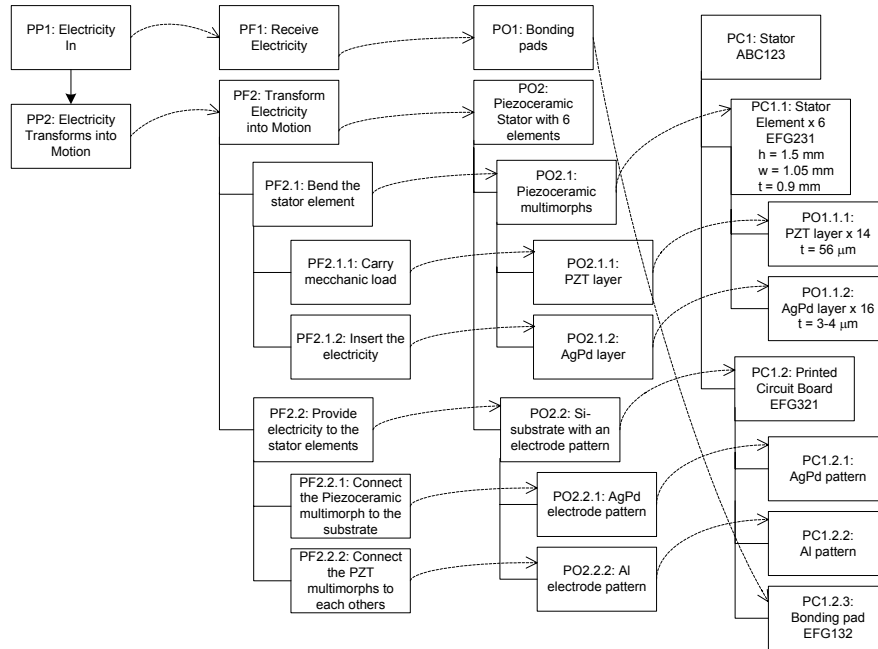 PP1: Electricity
In
PP2: Electricity
Transforms into
Motion
PF1: Receive
Electricity
PF2: Transform
Electricity
into Motion
PF2.1: Bend the
stator element
PF2.1.1: Carry
mecchanic load
PF2.1.2: Insert the
electricity
PF2.2: Provide
electricity to the
stator elements
PF2.2.1: Connect
the Piezoceramic
multimorph to the
substrate
PF2.2.2: Connect
the PZT
multimorphs to
each others
PO1: Bonding
pads
PO2:
Piezoceramic
Stator with 6
elements
PO2.1:
Piezoceramic
multimorphs
PO2.1.1:
PZT layer
PO2.1.2:
AgPd layer
PO2.2: Si-
substrate with an
electrode pattern
PO2.2.1: AgPd
electrode pattern
PO2.2.2: Al
electrode pattern
PC1: Stator
ABC123
PC1.1: Stator
Element x 6
EFG231
h = 1.5 mm
w = 1.05 mm
t = 0.9 mm
PO1.1.1:
PZT layer x 14
t = 56 μm
PO1.1.2:
AgPd layer x 16
t = 3-4 μm
PC1.2: Printed
Circuit Board
EFG321
PC1.2.1:
AgPd pattern
PC1.2.2:
Al pattern
PC1.2.3:
Bonding pad
EFG132